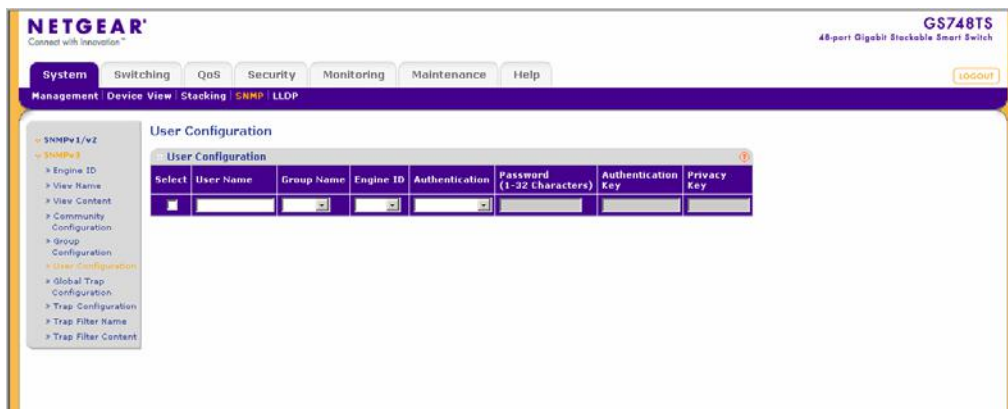 NETGEAR
Connect with Innovation™
GS748TS
48-port Gigabit Stackable Smart Switch
System Switching QoS Security Monitoring Maintenance Help
LOGOUT
Management Device View Stacking SNMP LLDP
SNMPv1/v2
SNMPv3
Engine ID
View Name
View Content
Community
Configuration
Group
Configuration
User Configuration
Global Trap
Configuration
Trap Configuration
Trap Filter Name
Trap Filter Content
User Configuration
User Configuration
Select User Name Group Name Engine ID Authentication Password (1-32 Characters) Authentication Key Privacy Key